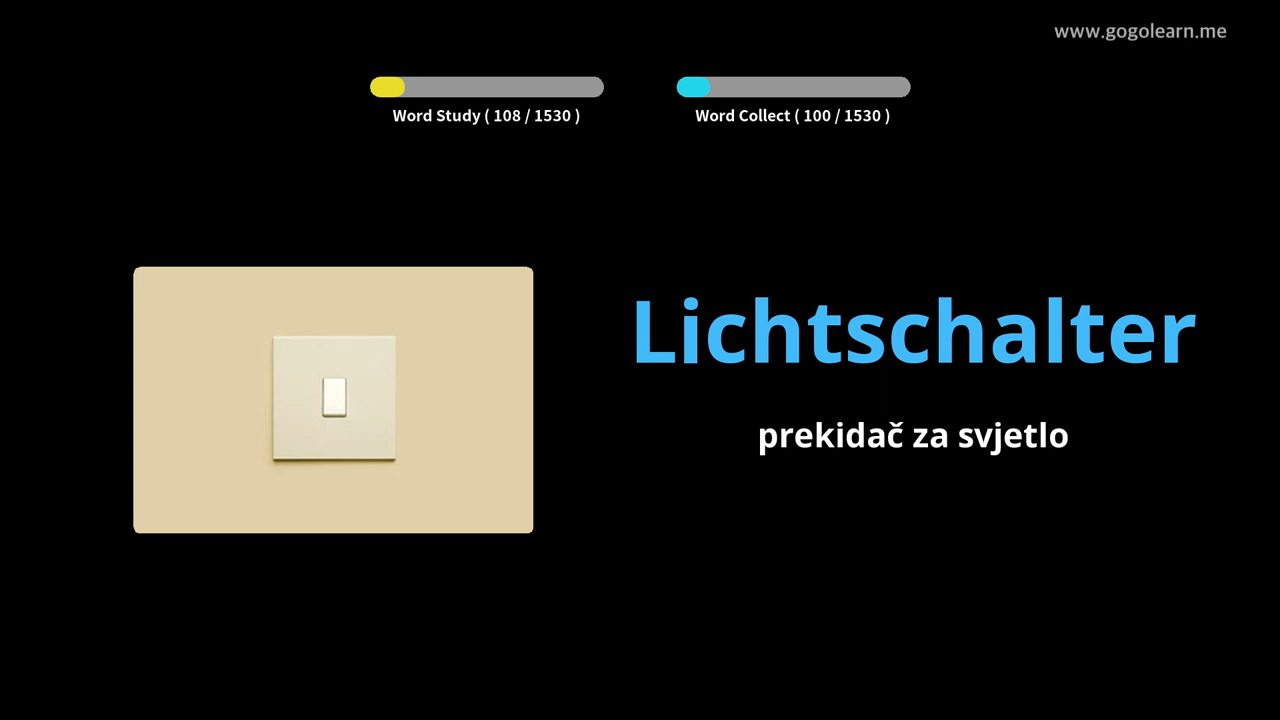 www.gogolearn.me
Word Study ( 108 / 1530 )
Word Collect ( 100 / 1530 )
Lichtschalter
prekidač za svjetlo